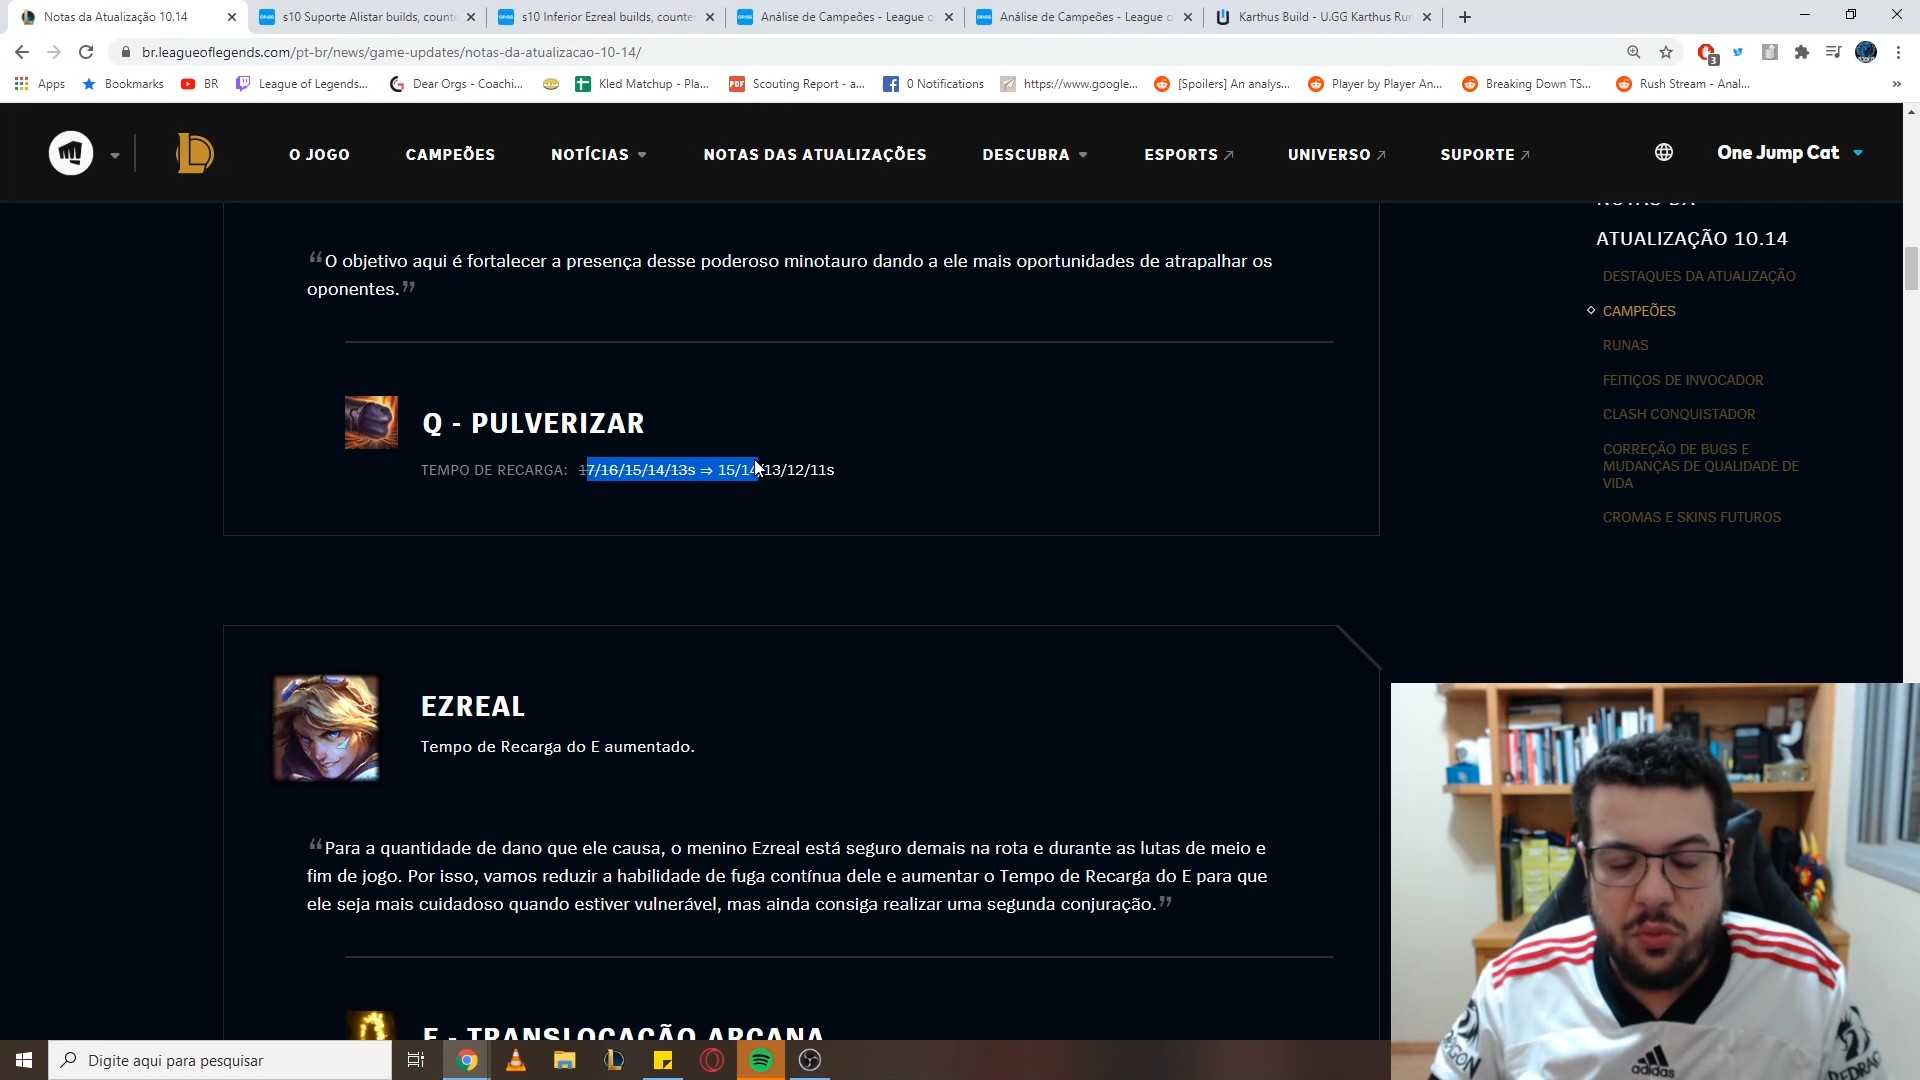 Notas da Atualização 10.14
s10 Suporte Alistar builds, counte
s10 Inferior Ezreal builds, counte
Análise de Campeões - League o
Análise de Campeões - League o
Karthus Build - U.GG Karthus Run
br.leagueoflegends.com/pt-br/news/game-updates/notas-da-atualizacao-10-14/
3
Apps
Bookmarks
BR
League of Legends...
Dear Orgs - Coachi...
Kled Matchup - Pla...
Scouting Report - a...
0 Notifications
https://www.google...
[Spoilers] An analys...
Player by Player An...
Breaking Down TS...
Rush Stream - Anal...
»
O JOGO
CAMPEÕES
NOTÍCIAS
NOTAS DAS ATUALIZAÇÕES
DESCUBRA
ESPORTS
UNIVERSO
SUPORTE
One Jump Cat
NOTAS DA
ATUALIZAÇÃO 10.14
DESTAQUES DA ATUALIZAÇÃO
CAMPEÕES
RUNAS
FEITIÇOS DE INVOCADOR
CLASH CONQUISTADOR
CORREÇÃO DE BUGS E
MUDANÇAS DE QUALIDADE DE
VIDA
CROMAS E SKINS FUTUROS
“O objetivo aqui é fortalecer a presença desse poderoso minotauro dando a ele mais oportunidades de atrapalhar os
oponentes.”
Q - PULVERIZAR
TEMPO DE RECARGA: 17/16/15/14/13s ⇒ 15/14/13/12/11s
EZREAL
Tempo de Recarga do E aumentado.
“Para a quantidade de dano que ele causa, o menino Ezreal está seguro demais na rota e durante as lutas de meio e
fim de jogo. Por isso, vamos reduzir a habilidade de fuga contínua dele e aumentar o Tempo de Recarga do E para que
ele seja mais cuidadoso quando estiver vulnerável, mas ainda consiga realizar uma segunda conjuração.”
E - TRANSLOCAÇÃO ARCANA
adidas
Digite aqui para pesquisar